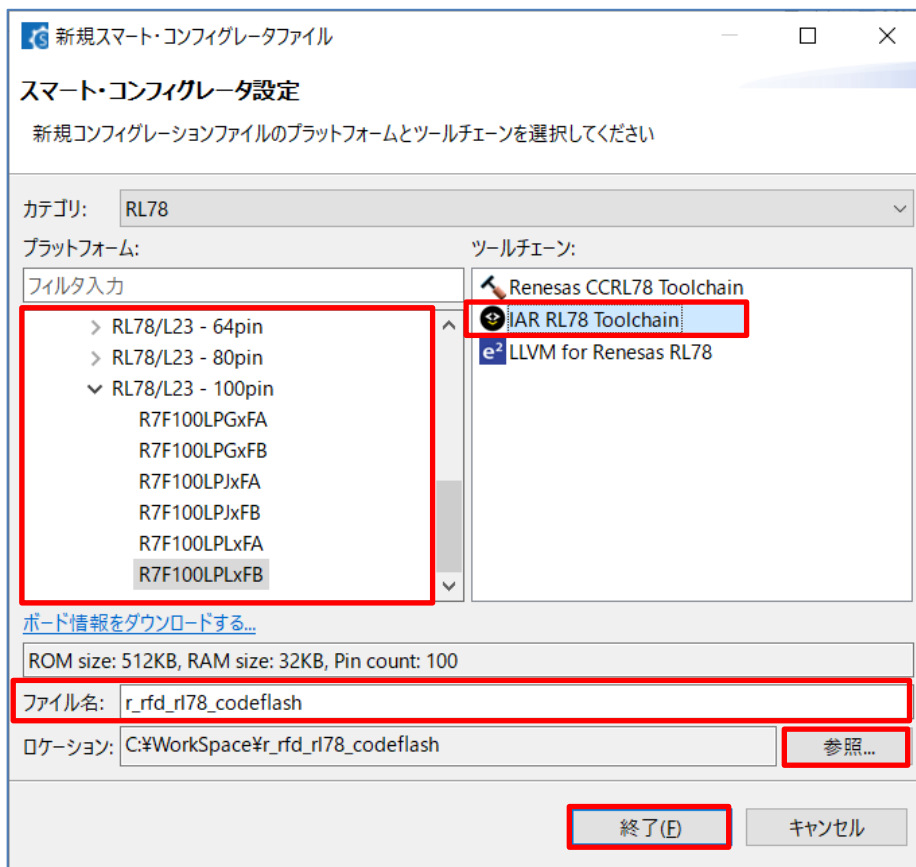 新規スマート・コンフィグレータファイル
スマート・コンフィグレータ設定
新規コンフィグレーションファイルのプラットフォームとツールチェーンを選択してください
カテゴリ: RL78
プラットフォーム: ツールチェーン:
フィルタ入力
RL78/L23 - 64pin
RL78/L23 - 80pin
RL78/L23 - 100pin
R7F100LPGxFA
R7F100LPGxFB
R7F100LPJxFA
R7F100LPJxFB
R7F100LPLxFA
R7F100LPLxFB
Renesas CCRL78 Toolchain
IAR RL78 Toolchain
e² LLVM for Renesas RL78
ボード情報をダウンロードする...
ROM size: 512KB, RAM size: 32KB, Pin count: 100
ファイル名: r_rfd_rl78_codeflash
ロケーション: C:¥WorkSpace¥r_rfd_rl78_codeflash 参照...
終了(F) キャンセル